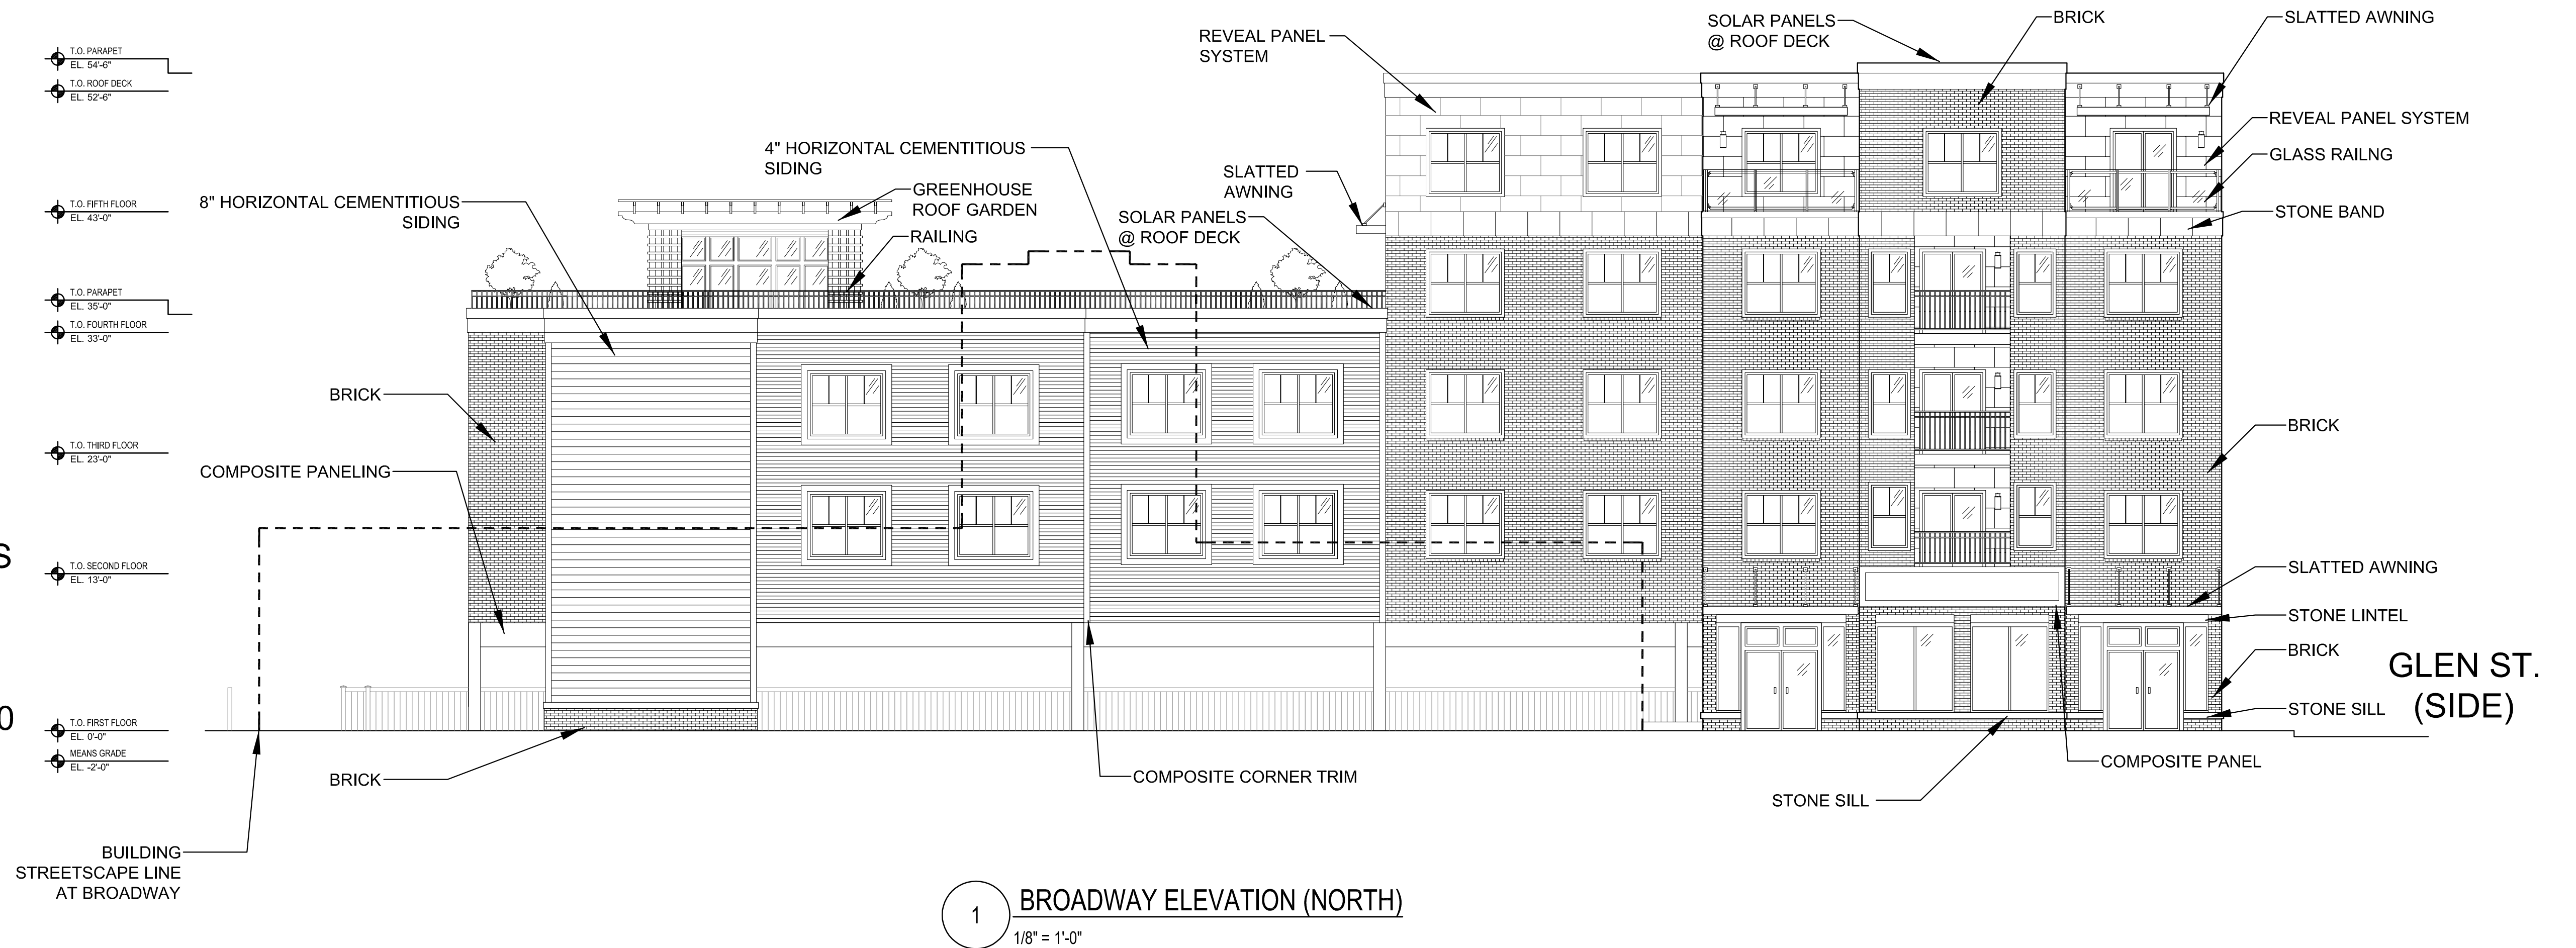 T.O. PARAPET
EL. 54'-6"
T.O. ROOF DECK
EL. 52'-6"
T.O. FIFTH FLOOR
EL. 43'-0"
T.O. PARAPET
EL. 35'-0"
T.O. FOURTH FLOOR
EL. 33'-0"
T.O. THIRD FLOOR
EL. 23'-0"
T.O. SECOND FLOOR
EL. 13'-0"
T.O. FIRST FLOOR
EL. 0'-0"
MEANS GRADE
EL. -2'-0"
S
0
8" HORIZONTAL CEMENTITIOUS
SIDING
BRICK
COMPOSITE PANELING
BRICK
BUILDING
STREETSCAPE LINE
AT BROADWAY
4" HORIZONTAL CEMENTITIOUS
SIDING
GREENHOUSE
ROOF GARDEN
RAILING
SOLAR PANELS
@ ROOF DECK
SLATTED
AWNING
REVEAL PANEL
SYSTEM
SOLAR PANELS
@ ROOF DECK
BRICK
SLATTED AWNING
REVEAL PANEL SYSTEM
GLASS RAILNG
STONE BAND
BRICK
SLATTED AWNING
STONE LINTEL
BRICK
STONE SILL
GLEN ST.
(SIDE)
COMPOSITE PANEL
STONE SILL
COMPOSITE CORNER TRIM
1
BROADWAY ELEVATION (NORTH)
1/8" = 1'-0"